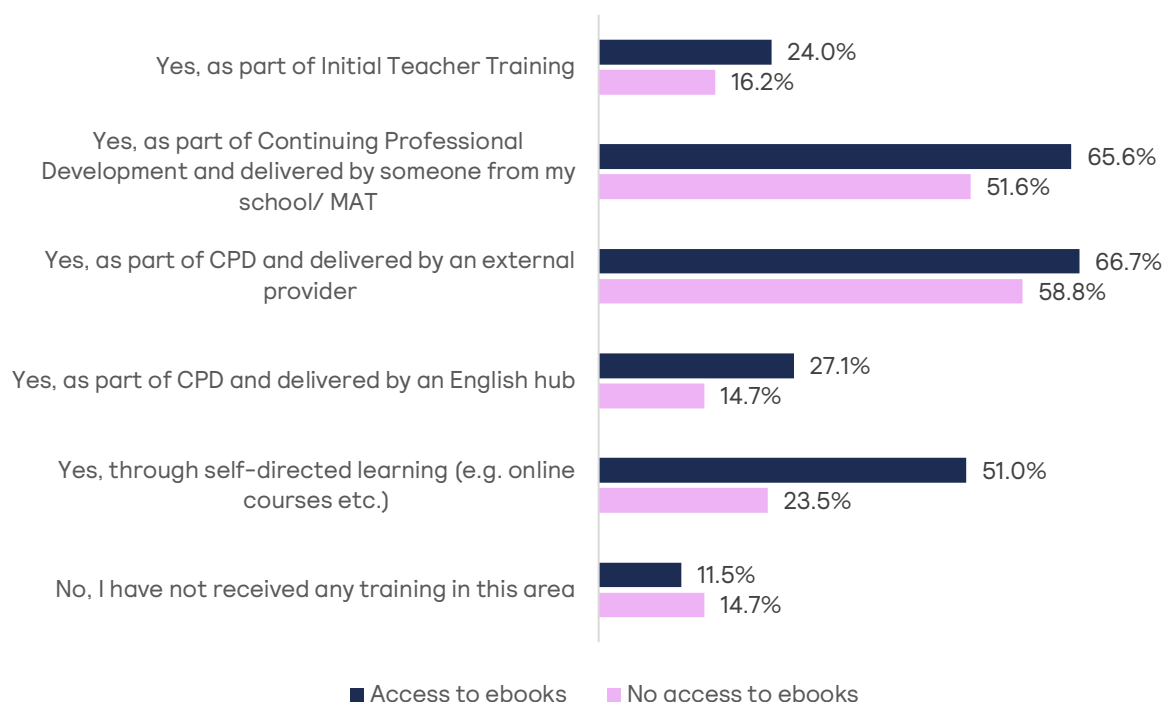 Yes, as part of Initial Teacher Training
24.0%
16.2%
Yes, as part of Continuing Professional
Development and delivered by someone from my
school/ MAT
65.6%
51.6%
Yes, as part of CPD and delivered by an external
provider
66.7%
58.8%
Yes, as part of CPD and delivered by an English hub
27.1%
14.7%
Yes, through self-directed learning (e.g. online
courses etc.)
51.0%
23.5%
No, I have not received any training in this area
11.5%
14.7%
Access to ebooks
No access to ebooks